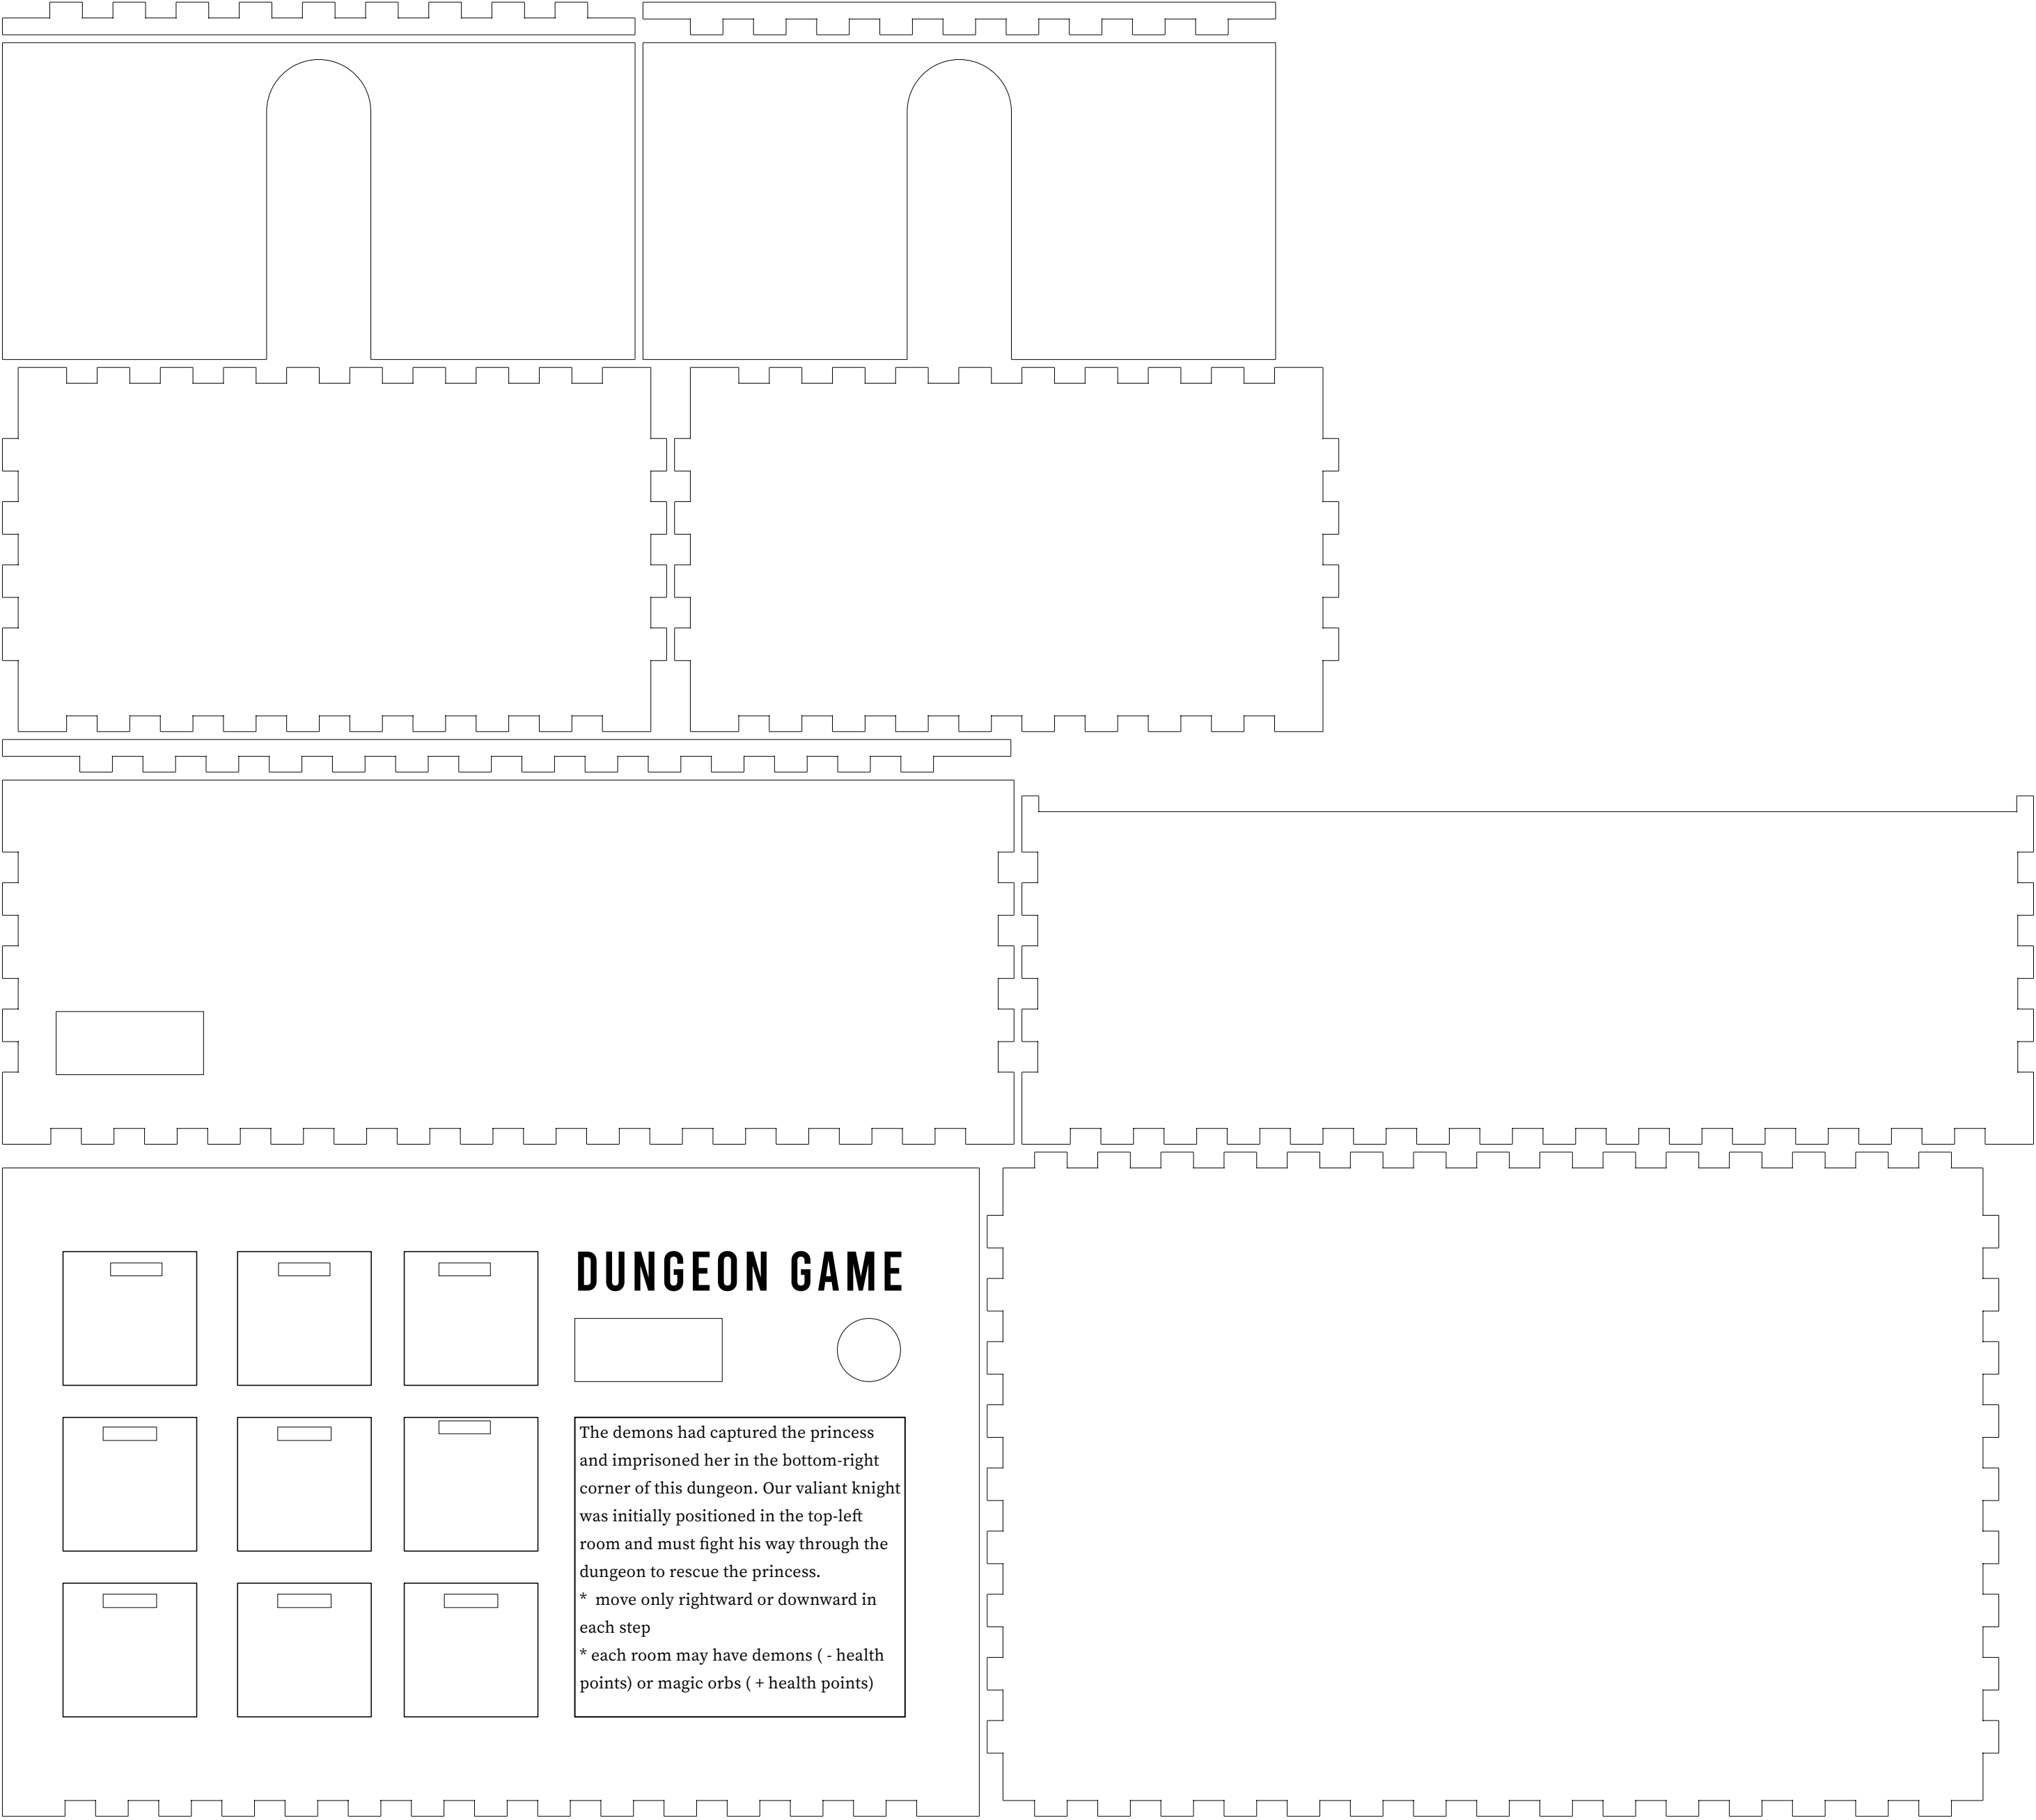 DUNGEON GAME
The demons had captured the princess
and imprisoned her in the bottom-right
corner of this dungeon. Our valiant knight
was initially positioned in the top-left
room and must fight his way through the
dungeon to rescue the princess.
* move only rightward or downward in
each step
* each room may have demons ( - health
points) or magic orbs ( + health points)